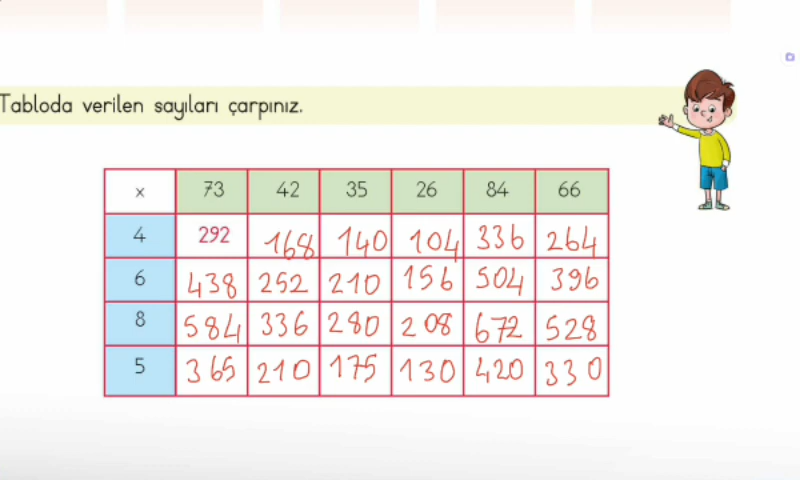 Tabloda verilen sayıları çarpınız.
x 73 42 35 26 84 66
4 292 168 140 104 336 264
6 438 252 210 156 504 396
8 584 336 280 208 672 528
5 365 210 175 130 420 330